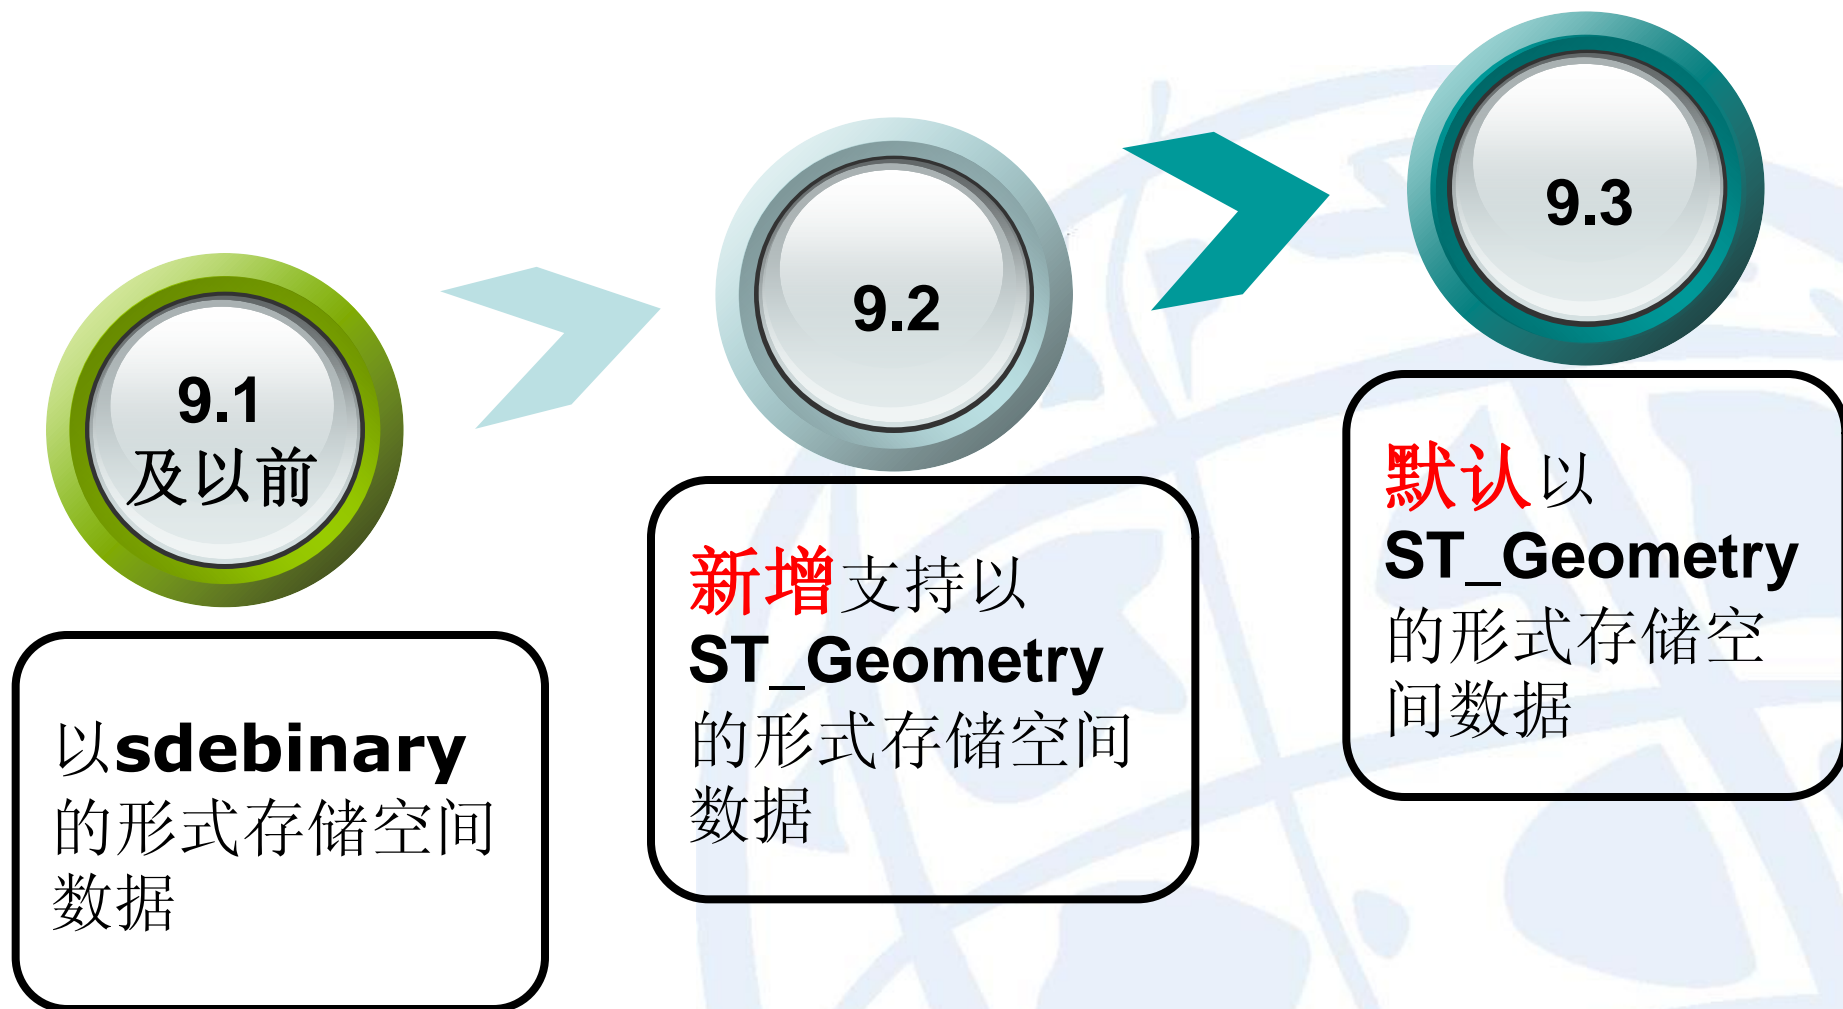 9.1
及以前
以sdebinary
的形式存储空间
数据
9.2
新增支持以
ST_Geometry
的形式存储空间
数据
9.3
默认以
ST_Geometry
的形式存储空
间数据